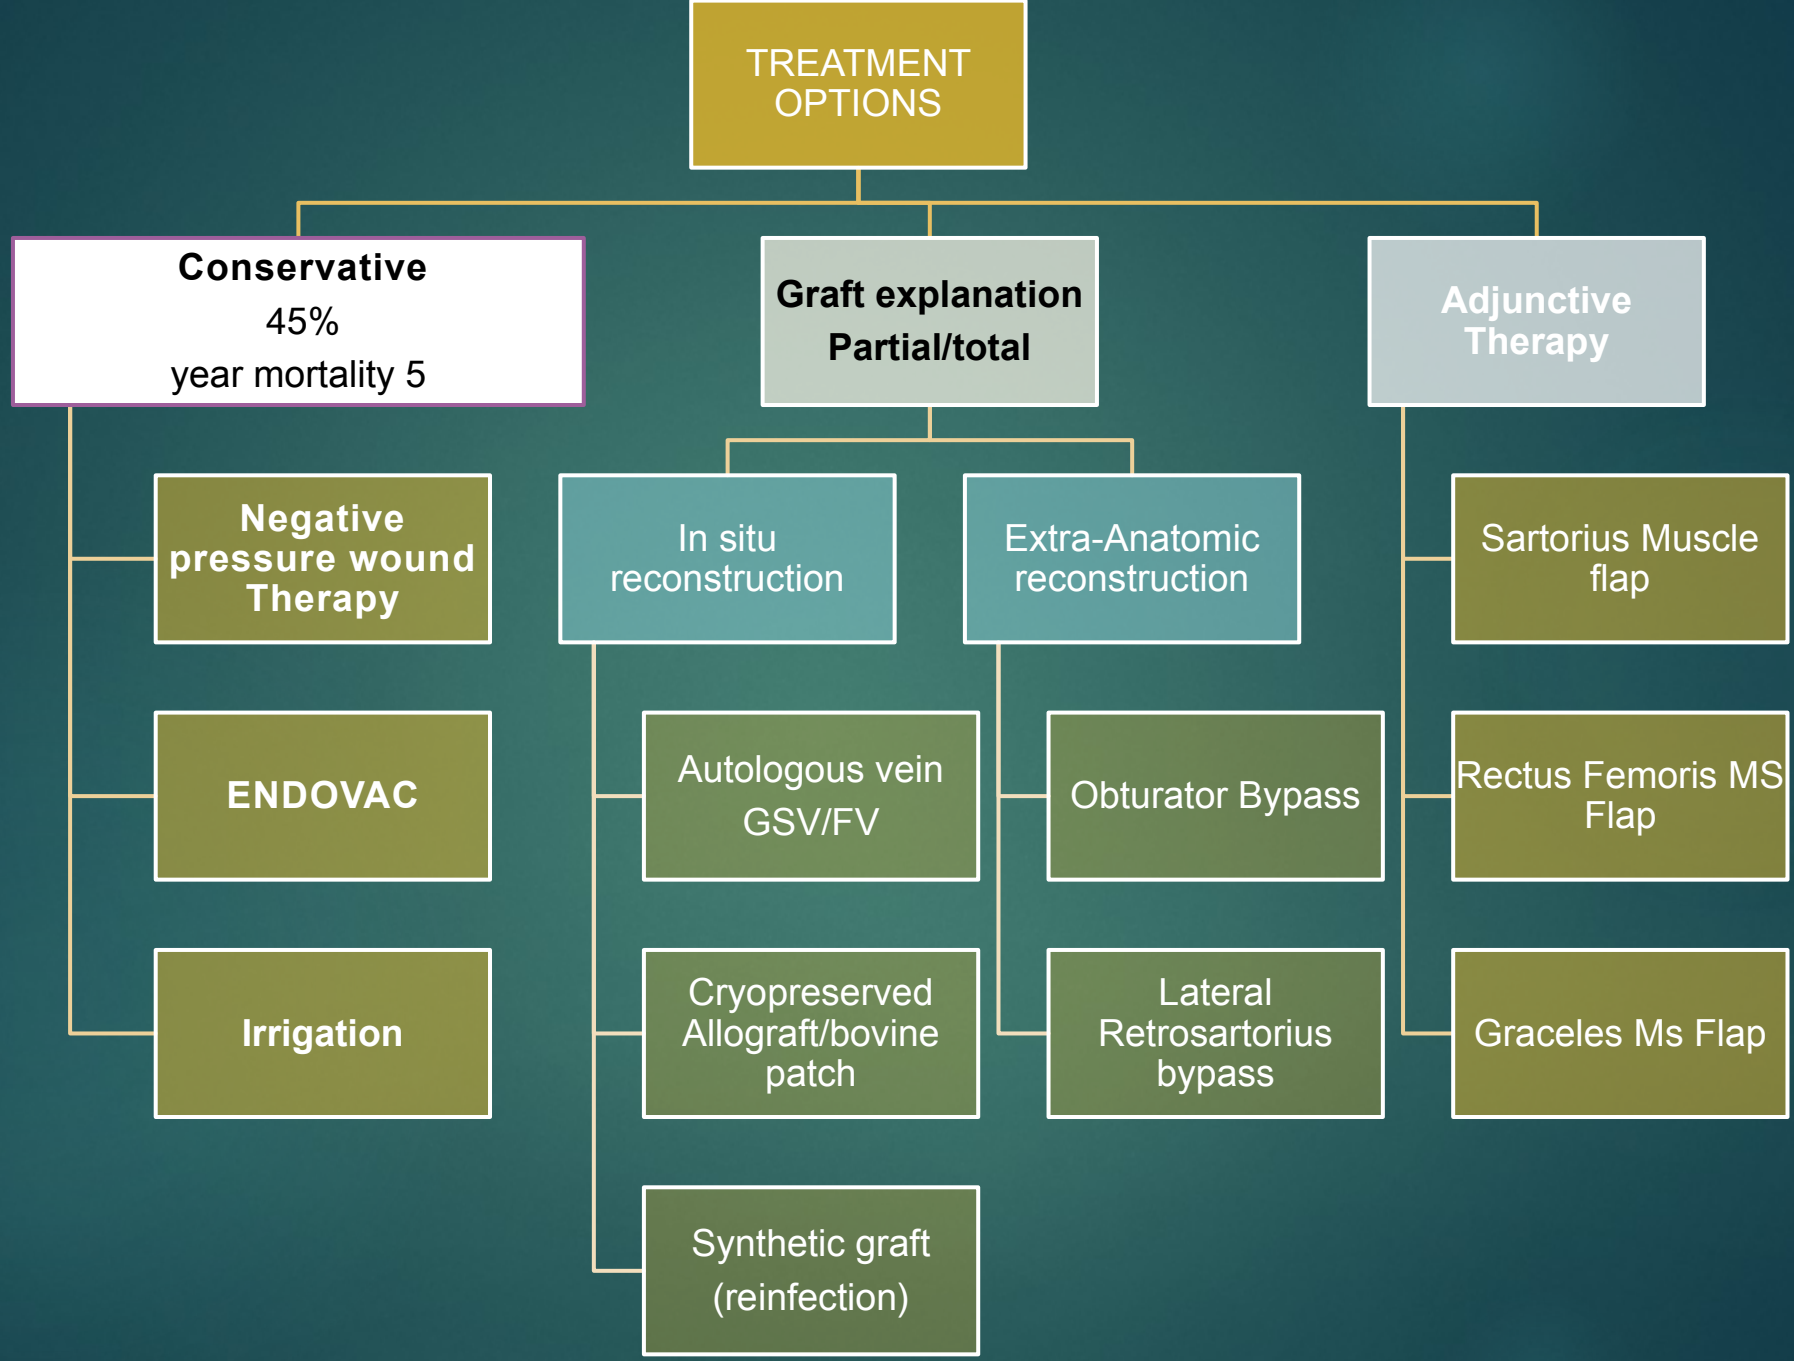 TREATMENT
OPTIONS
Conservative
45%
year mortality 5
Negative
pressure wound
Therapy
ENDOVAC
Irrigation
Graft explanation
Partial/total
In situ
reconstruction
Autologous vein
GSV/FV
Cryopreserved
Allograft/bovine
patch
Synthetic graft
(reinfection)
Extra-Anatomic
reconstruction
Obturator Bypass
Lateral
Retrosartorius
bypass
Adjunctive
Therapy
Sartorius Muscle
flap
Rectus Femoris MS
Flap
Graceles Ms Flap